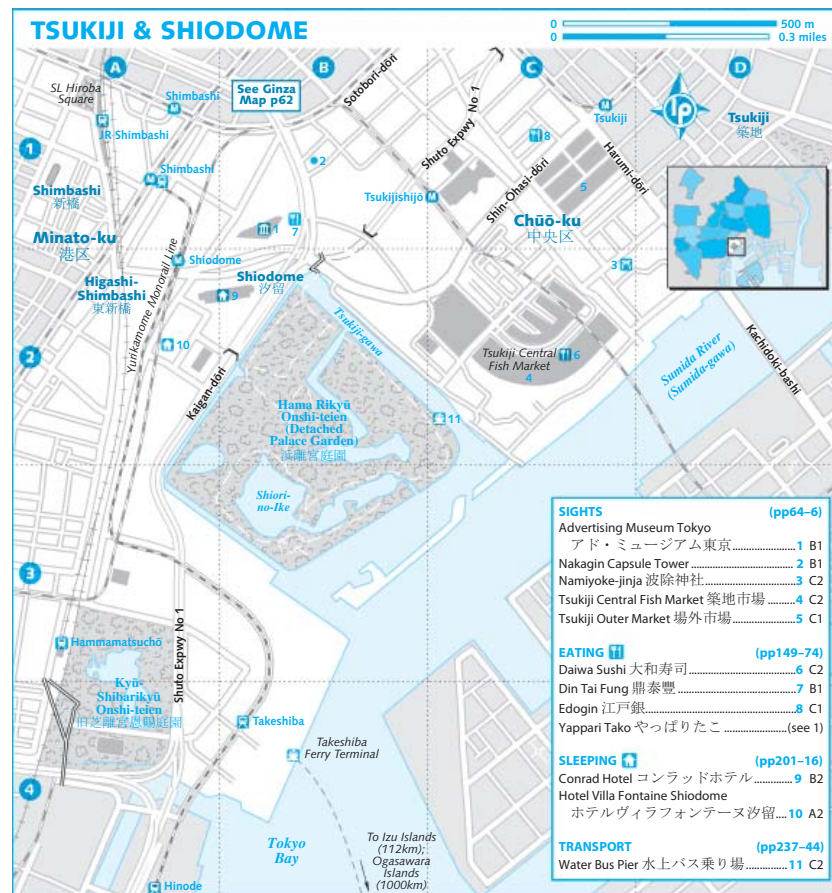 TSUKIJI & SHIODOME
0 500 m
0 0.3 miles
A
B
C
D
SL Hiroba
Square
Shimbashi
See Ginza
Map p62
Sotobori-dōri
JR Shimbashi
Shuto Expwy No 1
Tsukiji
Tsukiji
築地
8
1
2
Shimbashi
Harumi-dōri
5
Shimbashi
新橋
Tsukijishijō
Shin-Ōhasi-dōri
Chūō-ku
中央区
Minato-ku
港区
1
7
Shiodome
3
Higashi-
Shimbashi
東新橋
Yurikamome Monorail Line
Shiodome
汐留
9
Tsukiji-gawa
Kachidoki-bashi
2
10
Tsukiji Central
Fish Market
6
4
Sumida River
(Sumida-gawa)
Kaigan-dōri
Hama Rikyū
Onshi-teien
(Detached
Palace Garden)
浜離宮庭園
11
Shiori-
no-Ike
3
Shuto Expwy No 1
Hammamatsuchō
Kyū-
Shibarikyū
Onshi-teien
旧芝離宮恩賜庭園
Takeshiba
Takeshiba
Ferry Terminal
4
Tokyo
Bay
To Izu Islands
(112km);
Ogasawara
Islands
(1000km)
Hinode
SIGHTS (pp64–6)
Advertising Museum Tokyo
アド・ミュージアム東京 1 B1
Nakagin Capsule Tower 2 B1
Namiyoke-jinja 波除神社 3 C2
Tsukiji Central Fish Market 築地市場 4 C2
Tsukiji Outer Market 場外市場 5 C1
EATING (pp149–74)
Daiwa Sushi 大和寿司 6 C2
Din Tai Fung 鼎泰豐 7 B1
Edogin 江戸銀 8 C1
Yappari Tako やっぱりたこ (see 1)
SLEEPING (pp201–16)
Conrad Hotel コンラッドホテル 9 B2
Hotel Villa Fontaine Shiodome
ホテルヴィラフォンテーヌ汐留 10 A2
TRANSPORT (pp237–44)
Water Bus Pier 水上バス乗り場 11 C2